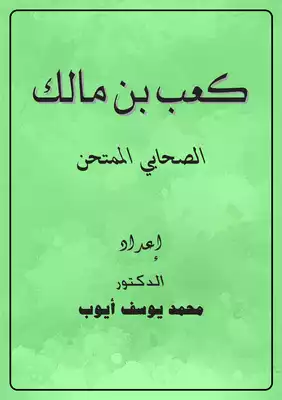 كعب بن مالك
الصحابي الممتحن
إعداد
الدكتور
محمد يوسف أيوب